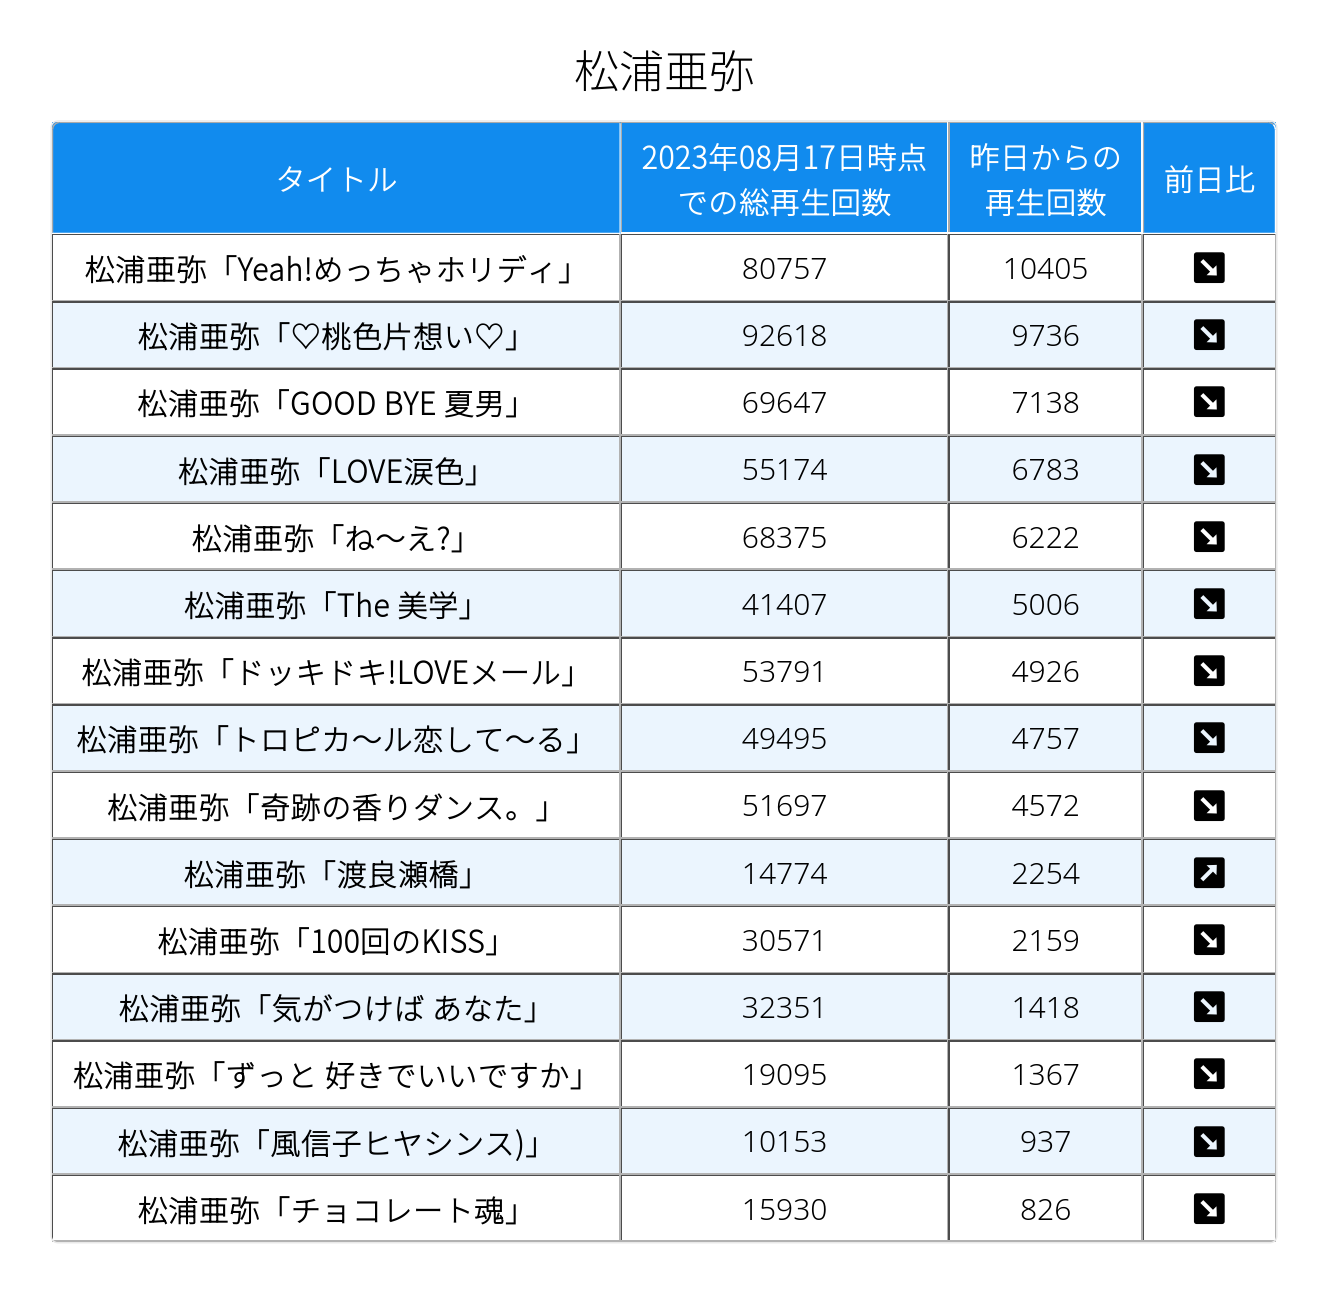 松浦亜弥
タイトル
2023年08月17日時点
での総再生回数
昨日からの
再生回数
前日比
松浦亜弥「Yeah!めっちゃホリディ」 80757 10405 ↘
松浦亜弥「♡桃色片想い♡」 92618 9736 ↘
松浦亜弥「GOOD BYE 夏男」 69647 7138 ↘
松浦亜弥「LOVE涙色」 55174 6783 ↘
松浦亜弥「ね〜え?」 68375 6222 ↘
松浦亜弥「The 美学」 41407 5006 ↘
松浦亜弥「ドッキドキ!LOVEメール」 53791 4926 ↘
松浦亜弥「トロピカ〜ル恋して〜る」 49495 4757 ↘
松浦亜弥「奇跡の香りダンス。」 51697 4572 ↘
松浦亜弥「渡良瀬橋」 14774 2254 ↗
松浦亜弥「100回のKISS」 30571 2159 ↘
松浦亜弥「気がつけば あなた」 32351 1418 ↘
松浦亜弥「ずっと 好きでいいですか」 19095 1367 ↘
松浦亜弥「風信子ヒヤシンス)」 10153 937 ↘
松浦亜弥「チョコレート魂」 15930 826 ↘